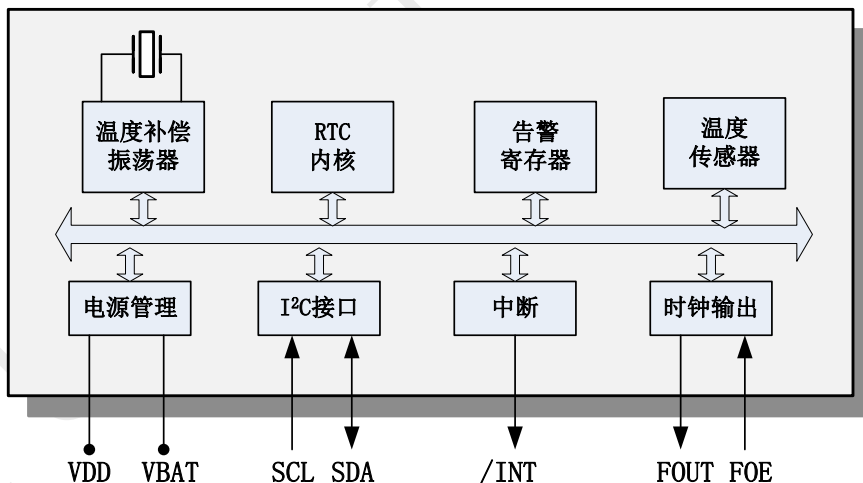 温度补偿
振荡器
RTC
内核
告警
寄存器
温度
传感器
电源管理
I²C接口
中断
时钟输出
VDD
VBAT
SCL
SDA
/INT
FOUT
FOE